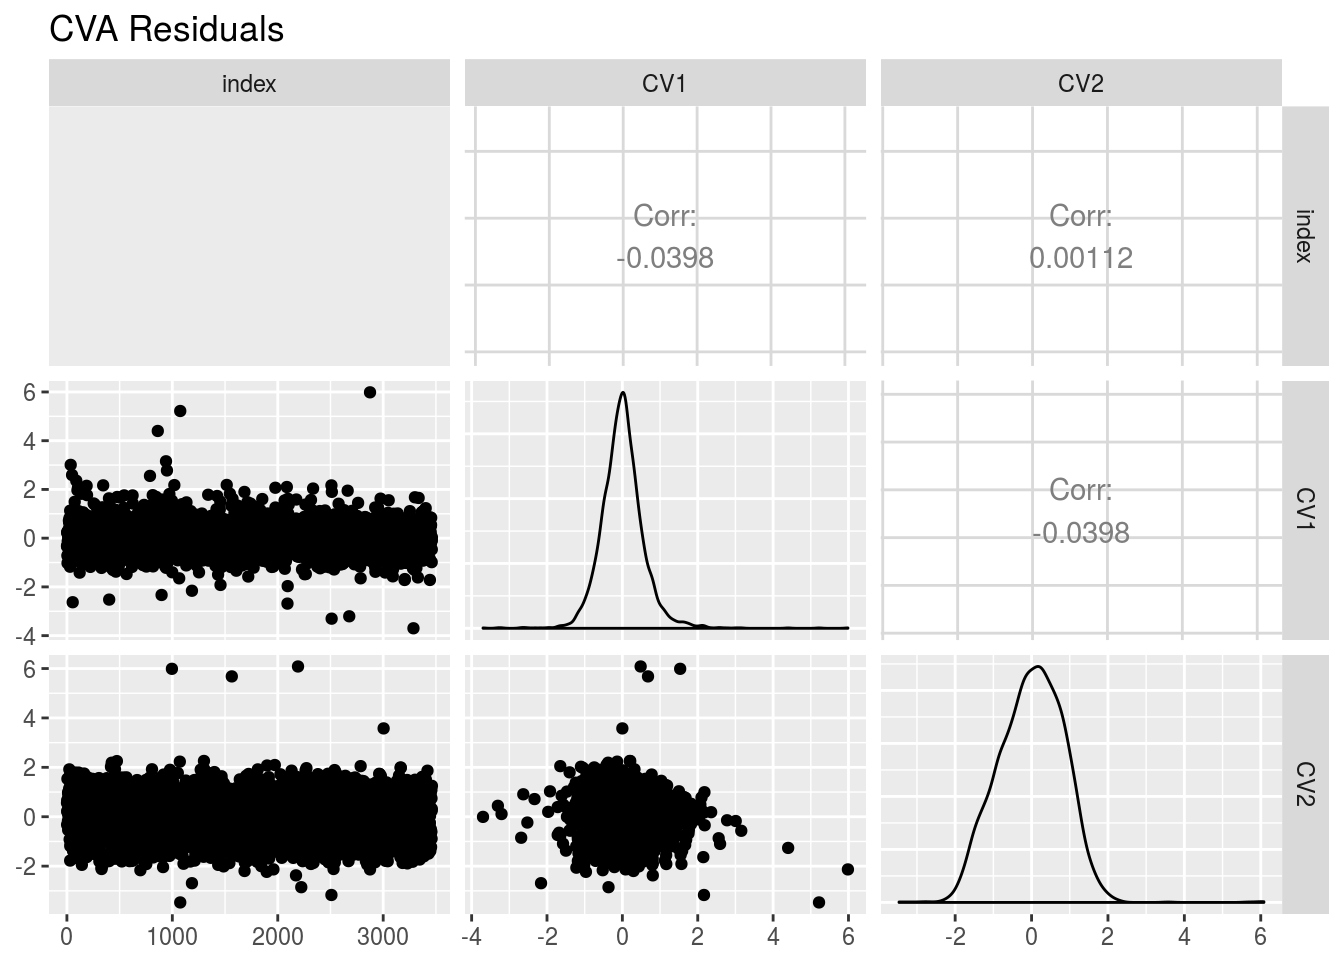 CVA Residuals
index CV1 CV2
Corr:
-0.0398
Corr:
0.00112
index
6
4
2
0
-2
-4
Corr:
-0.0398
CV1
6
4
2
0
-2
CV2
0 1000 2000 3000 -4 -2 0 2 4 6 -2 0 2 4 6